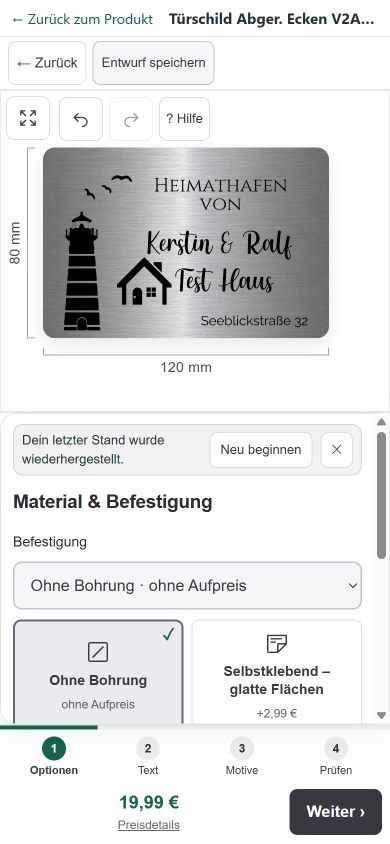 ← Zurück zum Produkt Türschild Abger. Ecken V2A...
← Zurück Entwurf speichern
? Hilfe
HEIMATHAFEN
VON
Kerstin & Ralf
Test Haus
Seeblickstraße 32
80 mm
120 mm
Dein letzter Stand wurde
wiederhergestellt.
Neu beginnen
Material & Befestigung
Befestigung
Ohne Bohrung · ohne Aufpreis
Ohne Bohrung
ohne Aufpreis
Selbstklebend –
glatte Flächen
+2,99 €
1 2 3 4
Optionen Text Motive Prüfen
19,99 €
Preisdetails
Weiter ›